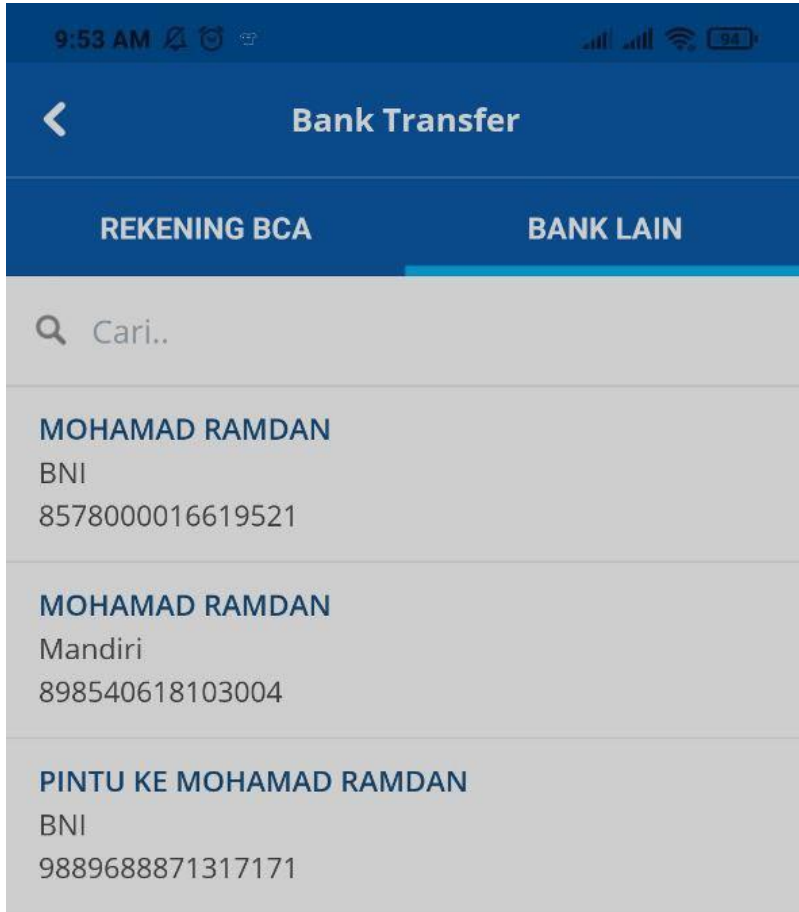 9:53 AM 94
Bank Transfer
REKENING BCA BANK LAIN
Cari..
MOHAMAD RAMDAN
BNI
8578000016619521
MOHAMAD RAMDAN
Mandiri
898540618103004
PINTU KE MOHAMAD RAMDAN
BNI
9889688871317171